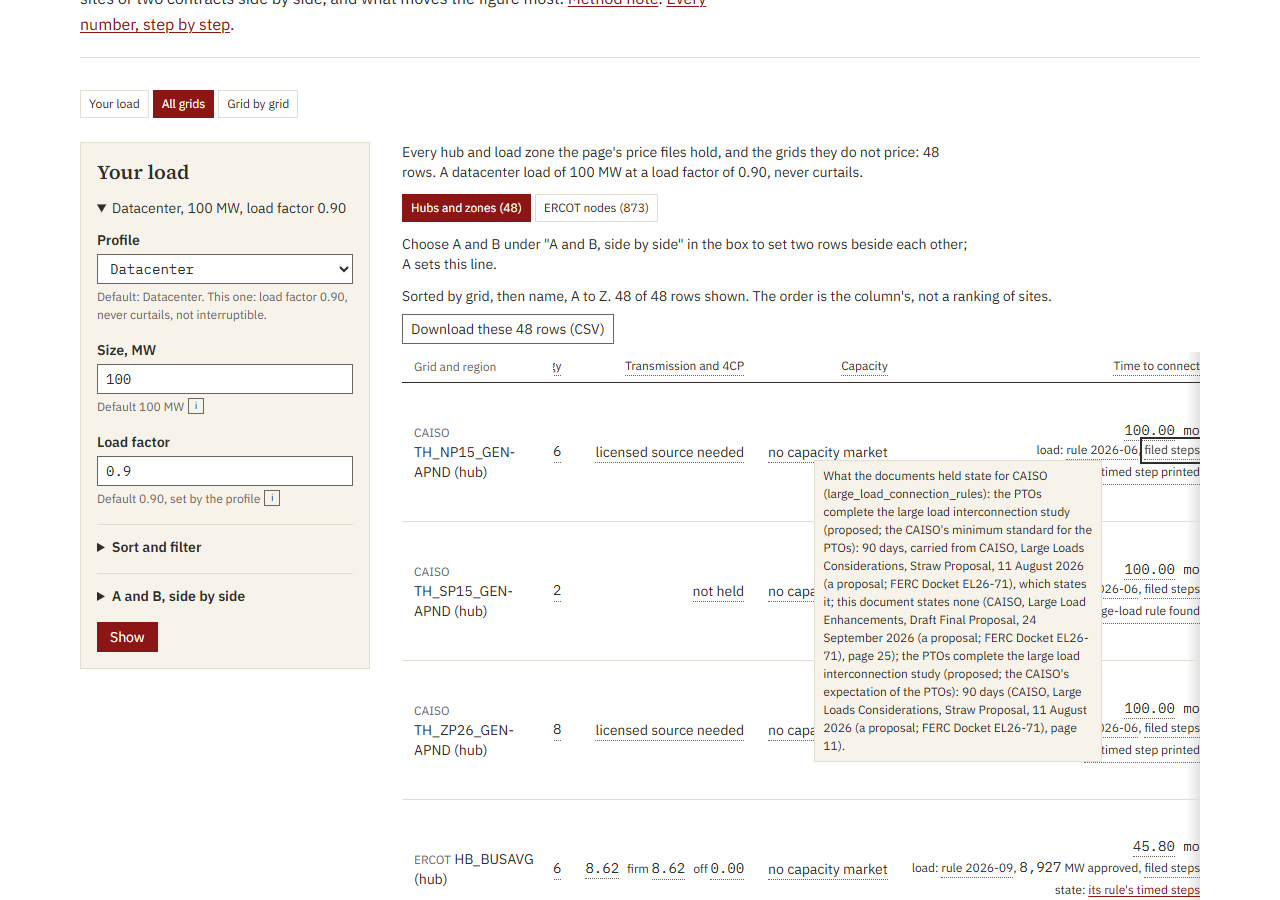 number, step by step.
Your load
All grids
Grid by grid
Your load
▼ Datacenter, 100 MW, load factor 0.90
Profile
Datacenter
Default: Datacenter. This one: load factor 0.90,
never curtails, not interruptible.
Size, MW
100
Default 100 MW i
Load factor
0.9
Default 0.90, set by the profile i
▶ Sort and filter
▶ A and B, side by side
Show
Every hub and load zone the page's price files hold, and the grids they do not price: 48
rows. A datacenter load of 100 MW at a load factor of 0.90, never curtails.
Hubs and zones (48)
ERCOT nodes (873)
Choose A and B under "A and B, side by side" in the box to set two rows beside each other;
A sets this line.
Sorted by grid, then name, A to Z. 48 of 48 rows shown. The order is the column's, not a ranking of sites.
Download these 48 rows (CSV)
Grid and region
Transmission and 4CP
Capacity
Time to connect
CAISO
TH_NP15_GEN-
APND (hub)
6
licensed source needed
no capacity market
100.00 mo
load: rule 2026-06, filed steps
timed step printed
What the documents held state for CAISO
(large_load_connection_rules): the PTOs
complete the large load interconnection study
(proposed; the CAISO's minimum standard for the
PTOs): 90 days, carried from CAISO, Large Loads
Considerations, Straw Proposal, 11 August 2026
(a proposal; FERC Docket EL26-71), which states
it; this document states none (CAISO, Large Load
Enhancements, Draft Final Proposal, 24
September 2026 (a proposal; FERC Docket EL26-
71), page 25); the PTOs complete the large load
interconnection study (proposed; the CAISO's
expectation of the PTOs): 90 days (CAISO, Large
Loads Considerations, Straw Proposal, 11 August
2026 (a proposal; FERC Docket EL26-71), page
11).
CAISO
TH_SP15_GEN-
APND (hub)
2
not held
no capa
100.00 mo
26-06, filed steps
ge-load rule found
CAISO
TH_ZP26_GEN-
APND (hub)
8
licensed source needed
no capa
100.00 mo
26-06, filed steps
timed step printed
ERCOT HB_BUSAVG
(hub)
6
8.62 firm 8.62 off 0.00
no capacity market
45.80 mo
load: rule 2026-09, 8,927 MW approved, filed steps
state: its rule's timed steps